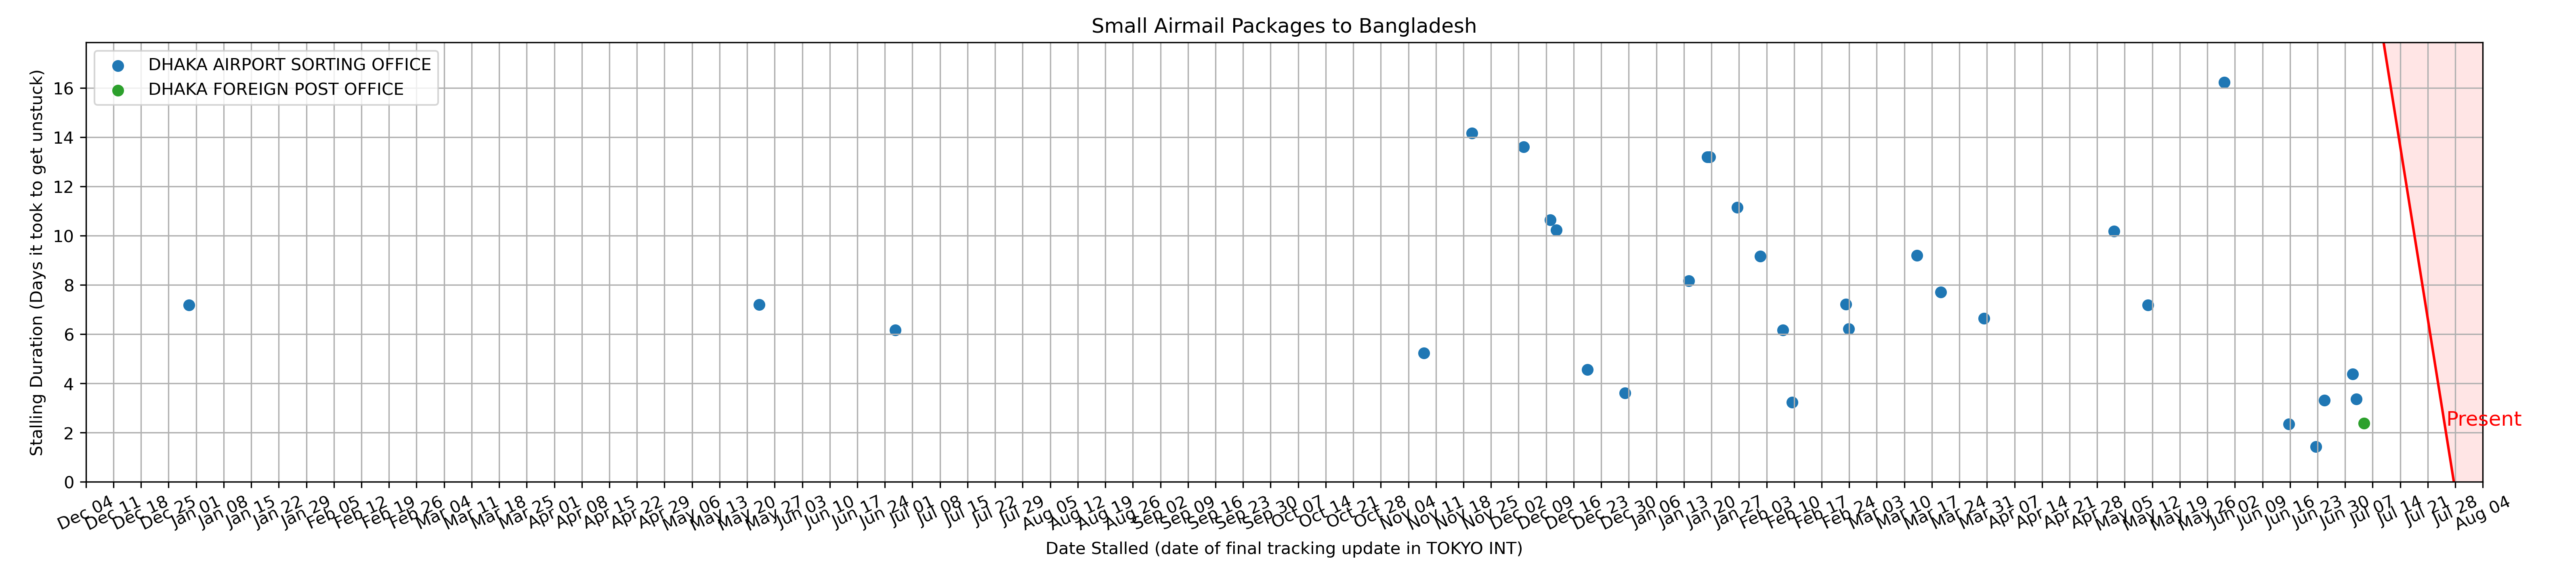 Small Airmail Packages to Bangladesh
DHAKA AIRPORT SORTING OFFICE
DHAKA FOREIGN POST OFFICE
Stalling Duration (Days it took to get unstuck)
16
14
12
10
8
6
4
2
0
Present
Dec 04
Dec 11
Dec 18
Dec 25
Jan 01
Jan 08
Jan 15
Jan 22
Jan 29
Feb 05
Feb 12
Feb 19
Feb 26
Mar 04
Mar 11
Mar 18
Mar 25
Apr 01
Apr 08
Apr 15
Apr 22
Apr 29
May 06
May 13
May 20
May 27
Jun 03
Jun 10
Jun 17
Jun 24
Jul 01
Jul 08
Jul 15
Jul 22
Jul 29
Aug 05
Aug 12
Aug 19
Aug 26
Sep 02
Sep 09
Sep 16
Sep 23
Sep 30
Oct 07
Oct 14
Oct 21
Oct 28
Nov 04
Nov 11
Nov 18
Nov 25
Dec 02
Dec 09
Dec 16
Dec 23
Dec 30
Jan 06
Jan 13
Jan 20
Jan 27
Feb 03
Feb 10
Feb 17
Feb 24
Mar 03
Mar 10
Mar 17
Mar 24
Mar 31
Apr 07
Apr 14
Apr 21
Apr 28
May 05
May 12
May 19
May 26
Jun 02
Jun 09
Jun 16
Jun 23
Jun 30
Jul 07
Jul 14
Jul 21
Jul 28
Aug 04
Date Stalled (date of final tracking update in TOKYO INT)